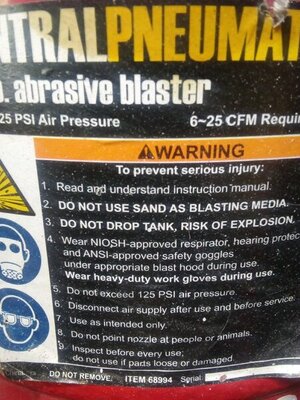 NTRALPNEUMAT
. abrasive blaster
25 PSI Air Pressure 6~25 CFM Requir
WARNING
To prevent serious injury:
1. Read and understand instruction manual.
2. DO NOT USE SAND AS BLASTING MEDIA.
3. DO NOT DROP TANK, RISK OF EXPLOSION.
4. Wear NIOSH-approved respirator, hearing protec
and ANSI-approved safety goggles
under appropriate blast hood during use.
Wear heavy-duty work gloves during use.
5. Do not exceed 125 PSI air pressure.
6. Disconnect air supply after use and before service.
7. Use as intended only.
8. Do not point nozzle at people or animals.
9. Inspect before every use;
do not use if parts loose or damaged.
DO NOT REMOVE. ITEM 68994 Serial: